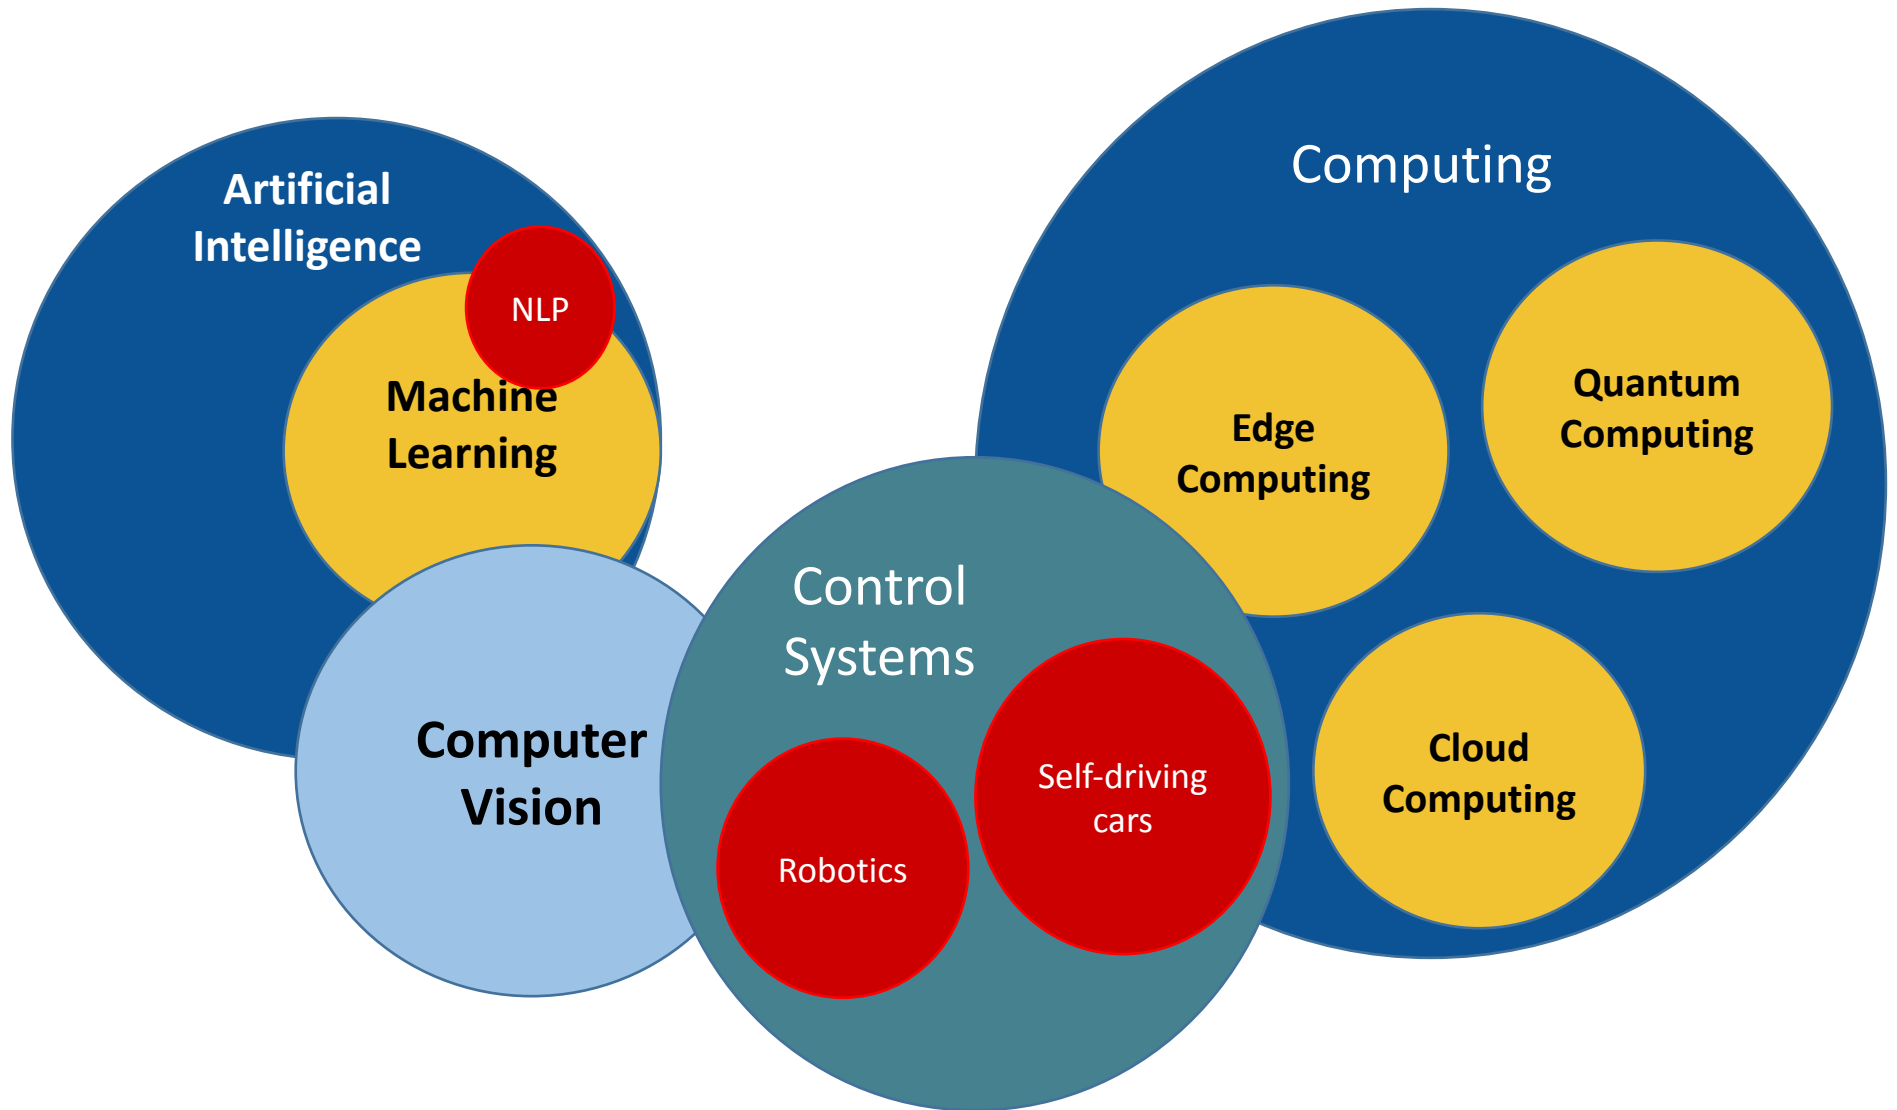 Artificial
Intelligence
NLP
Machine
Learning
Computer
Vision
Control
Systems
Robotics
Self-driving
cars
Computing
Edge
Computing
Quantum
Computing
Cloud
Computing